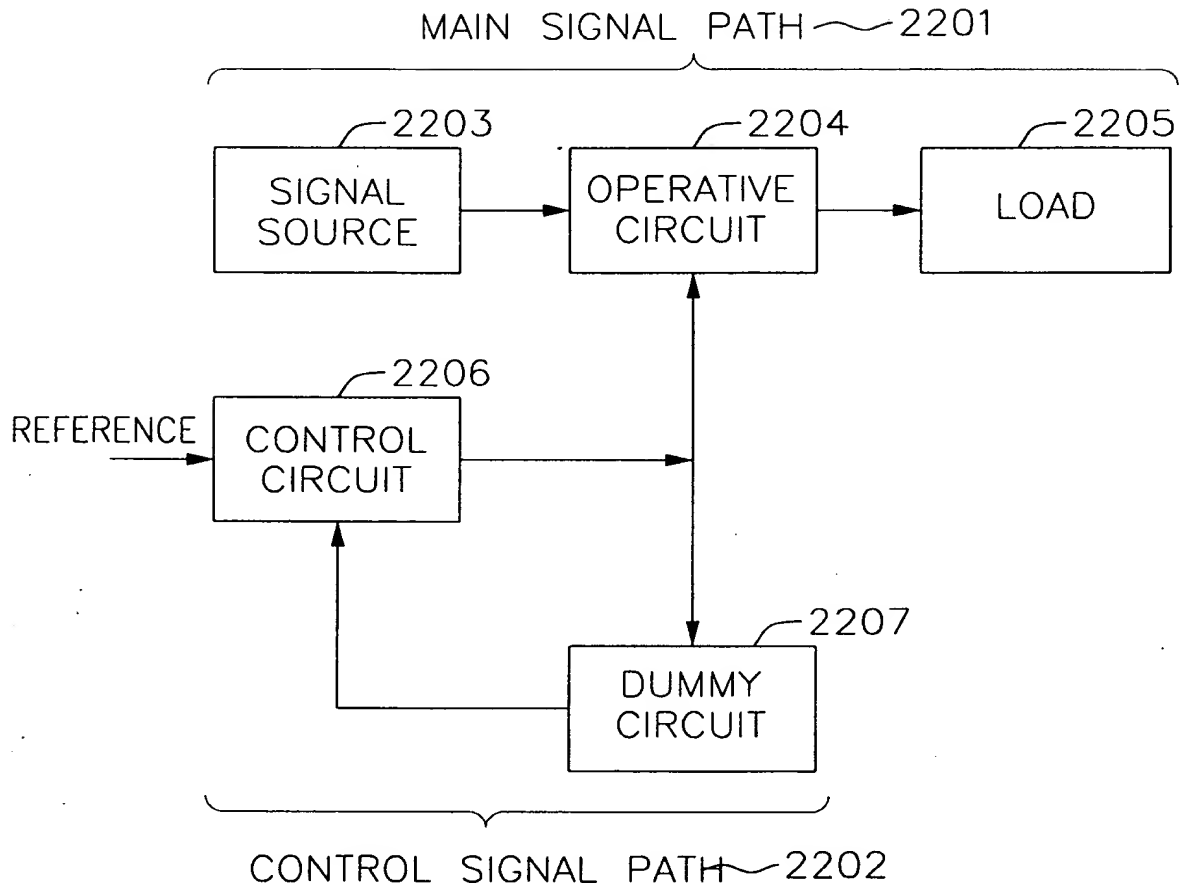 MAIN SIGNAL PATH 2201
2203
2204
2205
SIGNAL
SOURCE
OPERATIVE
CIRCUIT
LOAD
2206
REFERENCE
CONTROL
CIRCUIT
2207
DUMMY
CIRCUIT
CONTROL SIGNAL PATH 2202